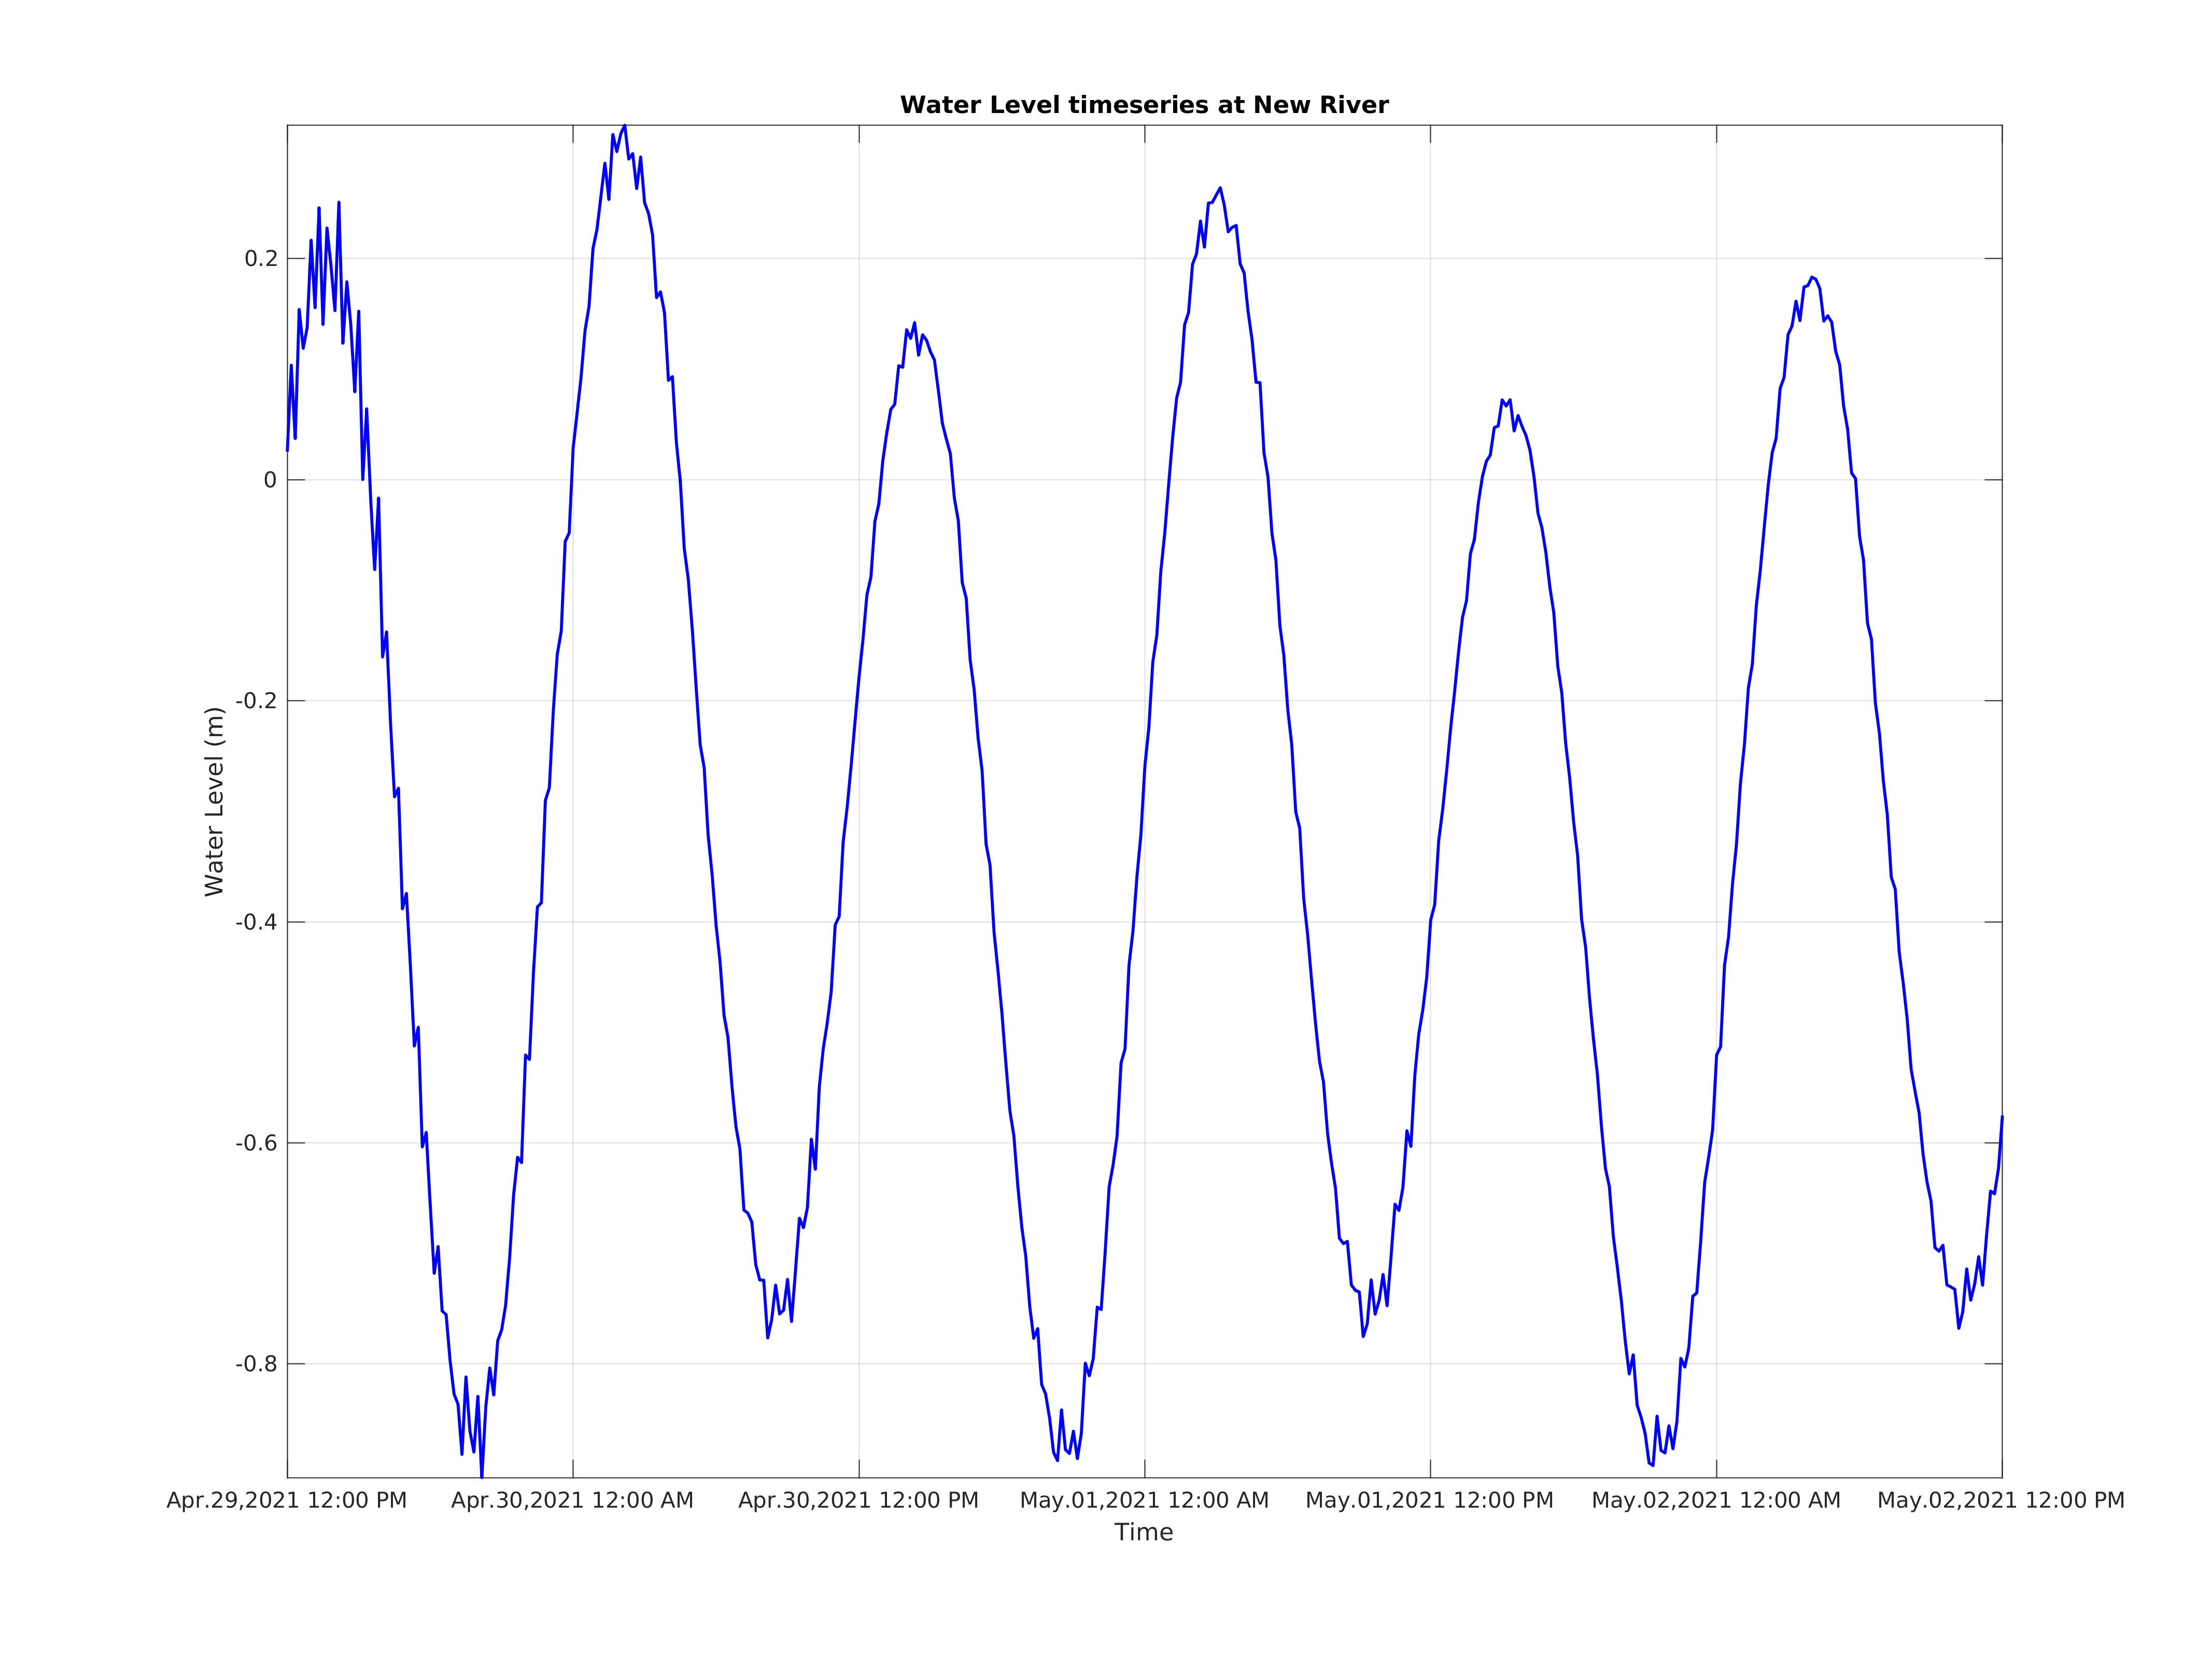 Water Level timeseries at New River
0.2
0
-0.2
-0.4
-0.6
-0.8
Water Level (m)
Apr.29,2021 12:00 PM Apr.30,2021 12:00 AM Apr.30,2021 12:00 PM May.01,2021 12:00 AM May.01,2021 12:00 PM May.02,2021 12:00 AM May.02,2021 12:00 PM
Time